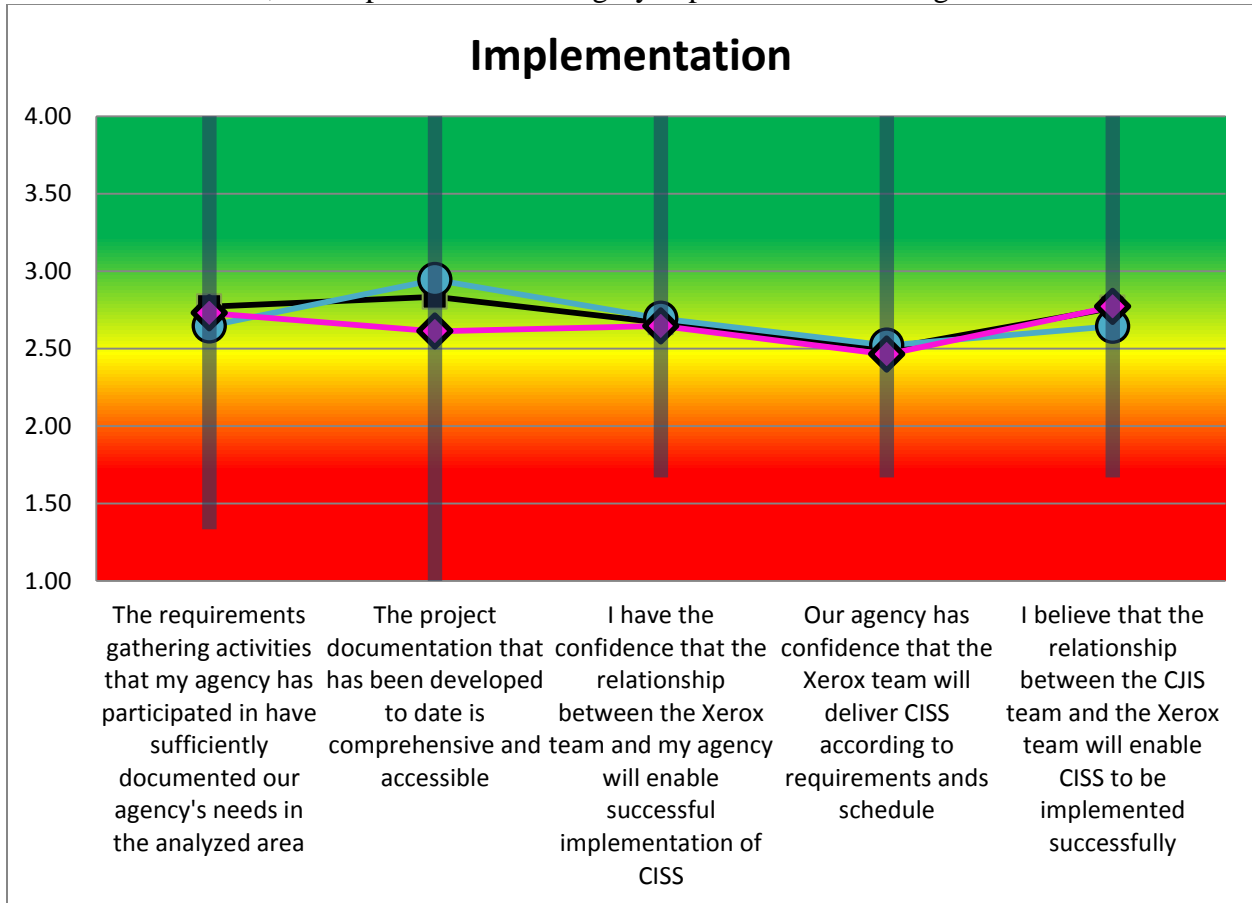 Implementation
4.00
3.50
3.00
2.50
2.00
1.50
1.00
The requirements
gathering activities
that my agency has
participated in have
sufficiently
documented our
agency's needs in
the analyzed area
The project
documentation that
has been developed
to date is
comprehensive and
accessible
I have the
confidence that the
relationship
between the Xerox
team and my agency
will enable
successful
implementation of
CISS
Our agency has
confidence that the
Xerox team will
deliver CISS
according to
requirements ands
schedule
I believe that the
relationship
between the CJIS
team and the Xerox
team will enable
CISS to be
implemented
successfully